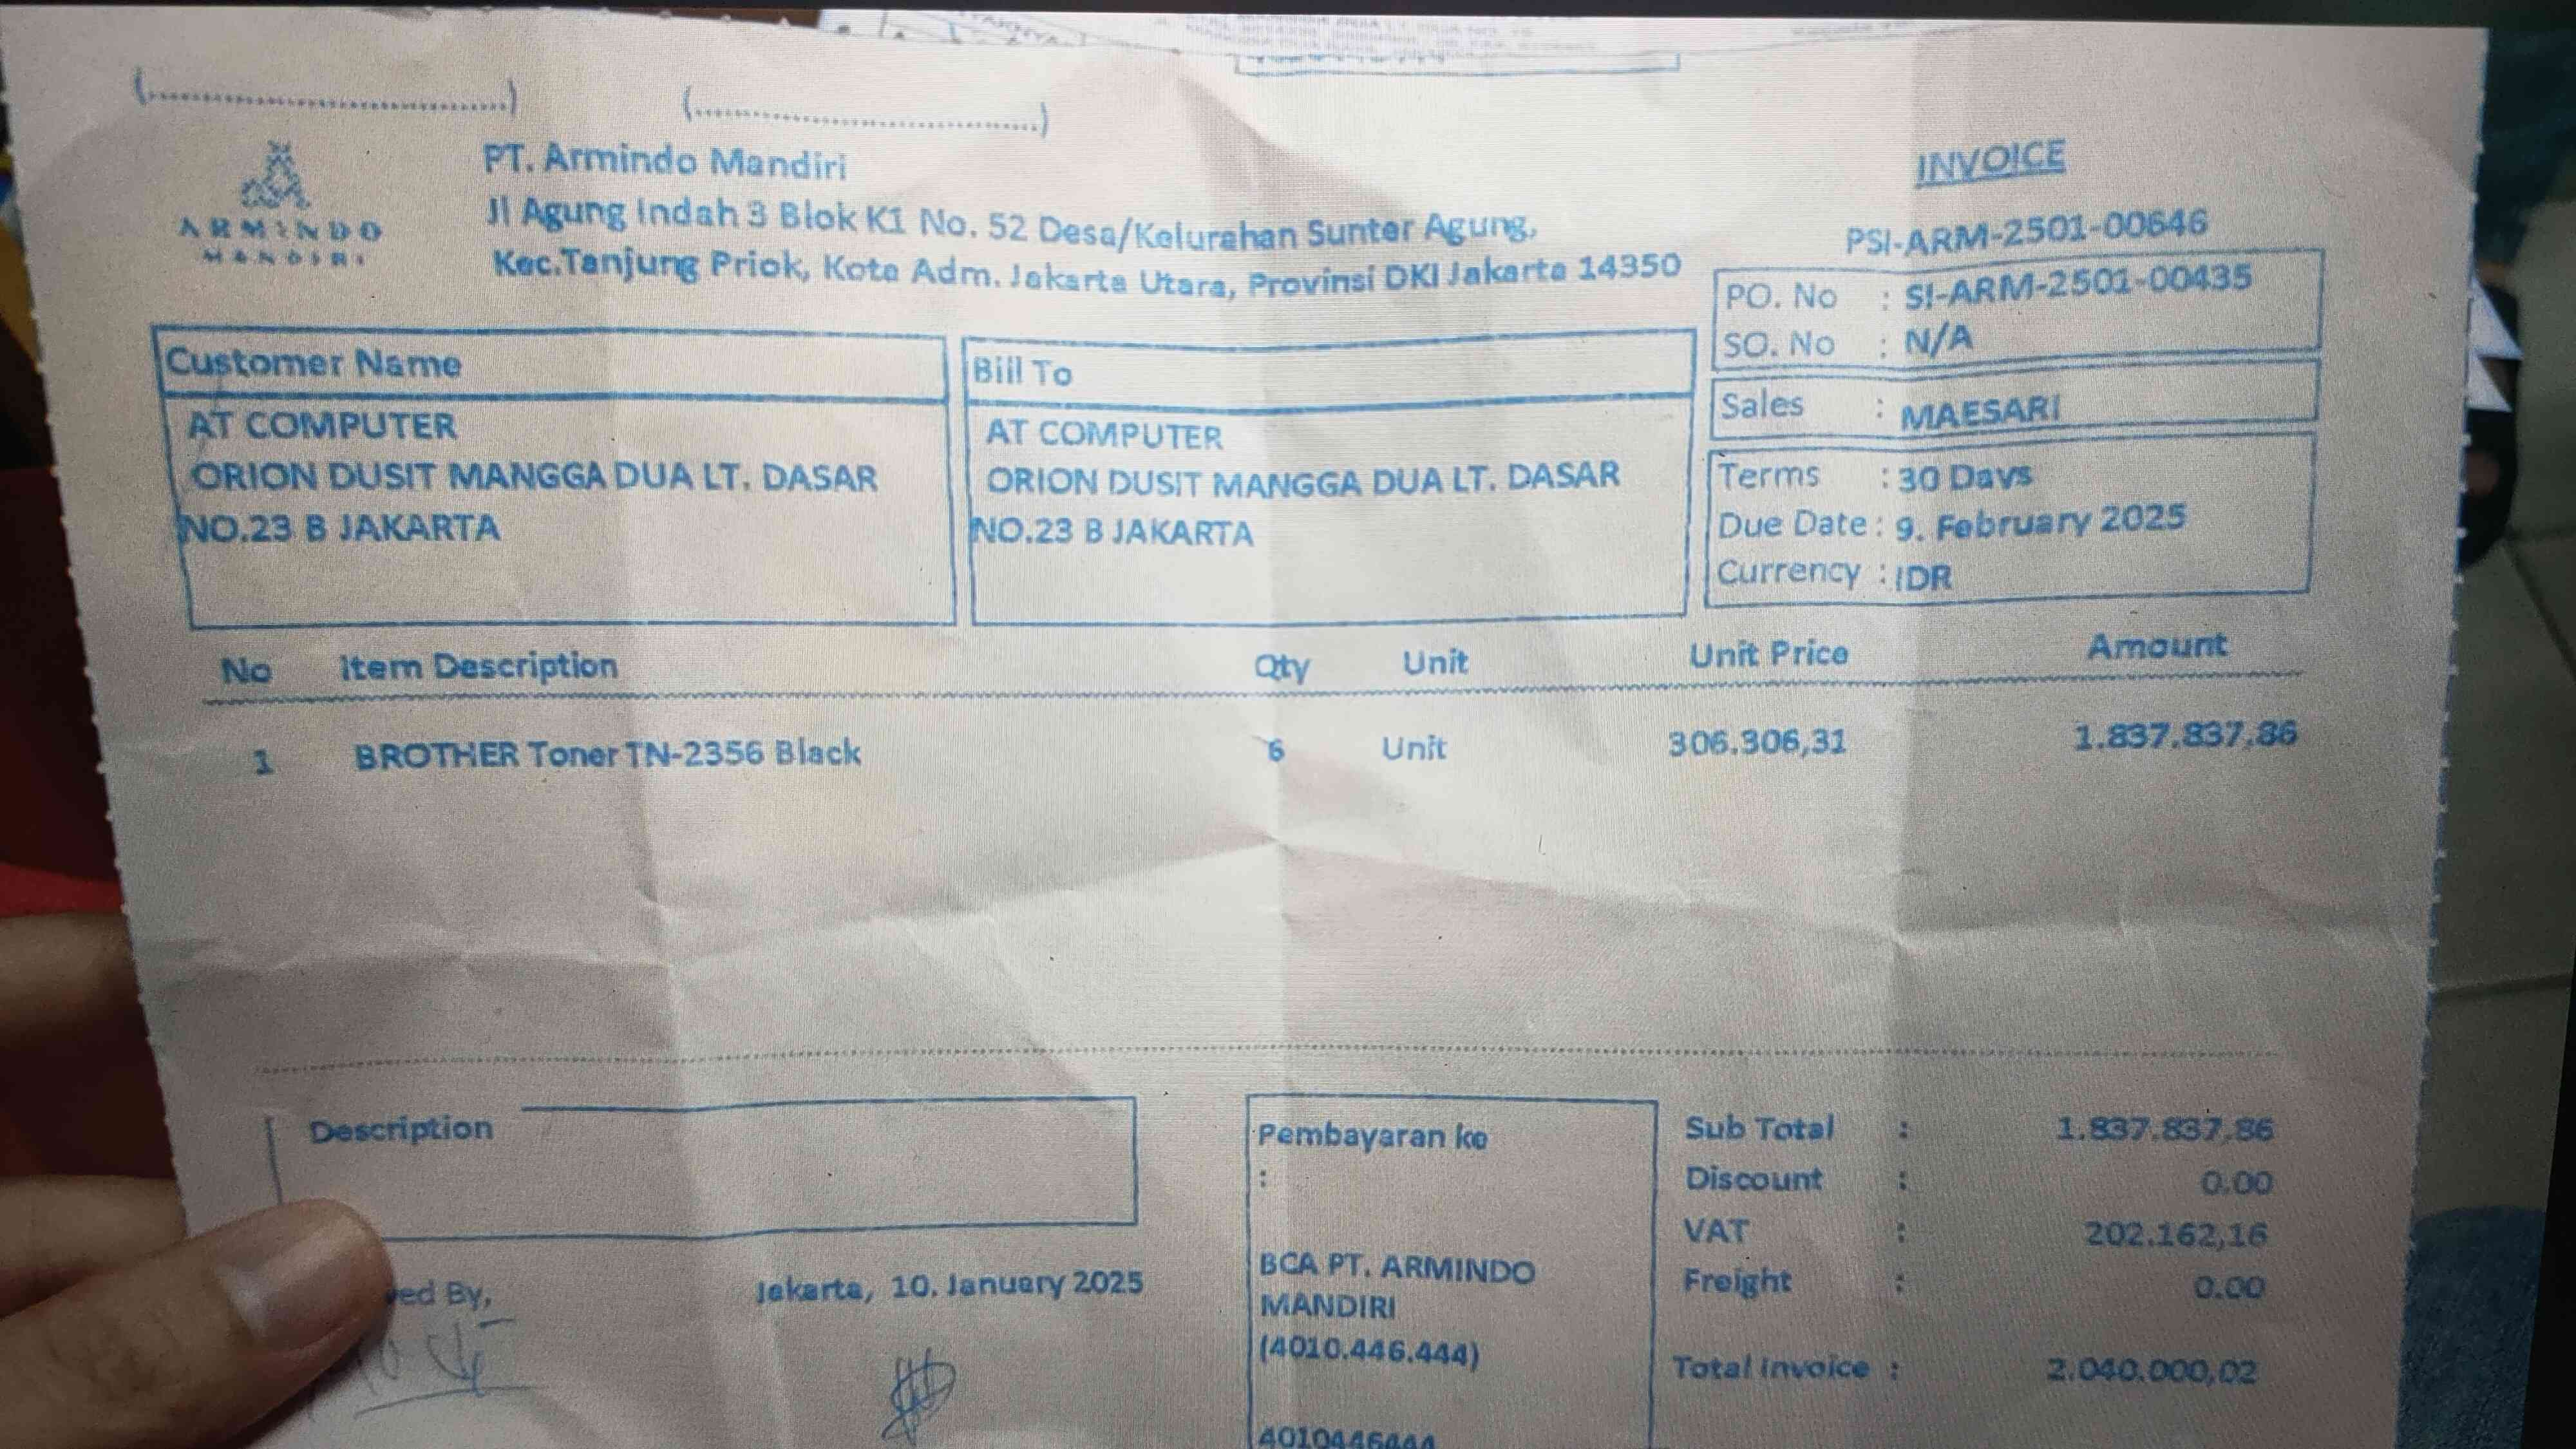 (..............................) (..............................)
ARMINDO
MANDIRI
PT. Armindo Mandiri
Jl Agung Indah 3 Blok K1 No. 52 Desa/Kelurahan Sunter Agung,
Kec.Tanjung Priok, Kota Adm. Jakarta Utara, Provinsi DKI Jakarta 14350
INVOICE
PSI-ARM-2501-00646
PO. No : SI-ARM-2501-00435
SO. No : N/A
Sales : MAESARI
Terms : 30 Days
Due Date : 9. February 2025
Currency : IDR
Customer Name
AT COMPUTER
ORION DUSIT MANGGA DUA LT. DASAR
NO.23 B JAKARTA
Bill To
AT COMPUTER
ORION DUSIT MANGGA DUA LT. DASAR
NO.23 B JAKARTA
No Item Description Qty Unit Unit Price Amount
1 BROTHER Toner TN-2356 Black 6 Unit 306.306,31 1.837.837,86
Description
ed By,
Jakarta, 10. January 2025
Pembayaran ke
:
BCA PT. ARMINDO
MANDIRI
(4010.446.444)
4010446444
Sub Total : 1.837.837,86
Discount : 0.00
VAT : 202.162,16
Freight : 0.00
Total Invoice : 2.040.000,02